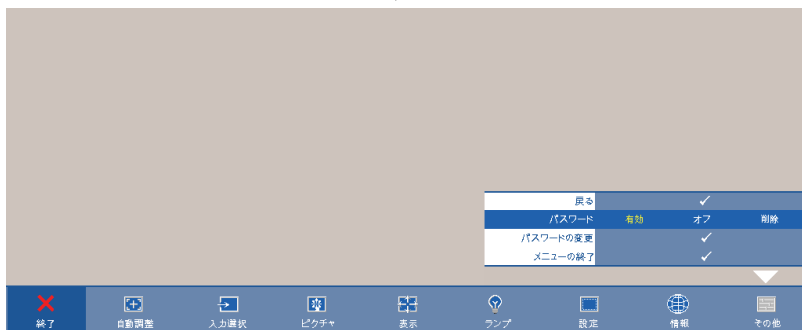 戻る
パスワード 有効 オフ 削除
パスワードの変更
メニューの終了
終了 自動調整 入力選択 ピクチャ 表示 ランプ 設定 情報 その他